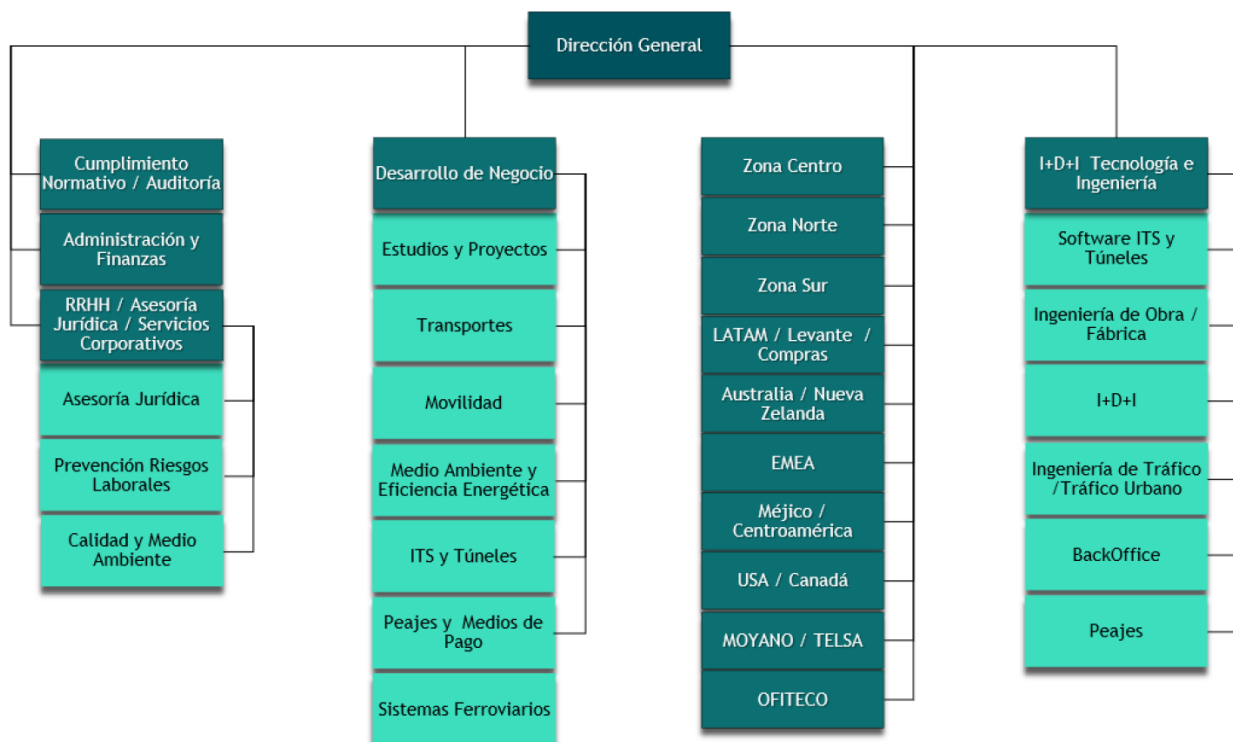 Dirección General
Cumplimiento
Normativo / Auditoría
Administración y
Finanzas
RRHH / Asesoría
Jurídica / Servicios
Corporativos
Asesoría Jurídica
Prevención Riesgos
Laborales
Calidad y Medio
Ambiente
Desarrollo de Negocio
Estudios y Proyectos
Transportes
Movilidad
Medio Ambiente y
Eficiencia Energética
ITS y Túneles
Peajes y Medios de
Pago
Sistemas Ferroviarios
Zona Centro
Zona Norte
Zona Sur
LATAM / Levante /
Compras
Australia / Nueva
Zelanda
EMEA
Méjico /
Centroamérica
USA / Canadá
MOYANO / TELSA
OFITECO
I+D+I Tecnología e
Ingeniería
Software ITS y
Túneles
Ingeniería de Obra /
Fábrica
I+D+I
Ingeniería de Tráfico
/Tráfico Urbano
BackOffice
Peajes